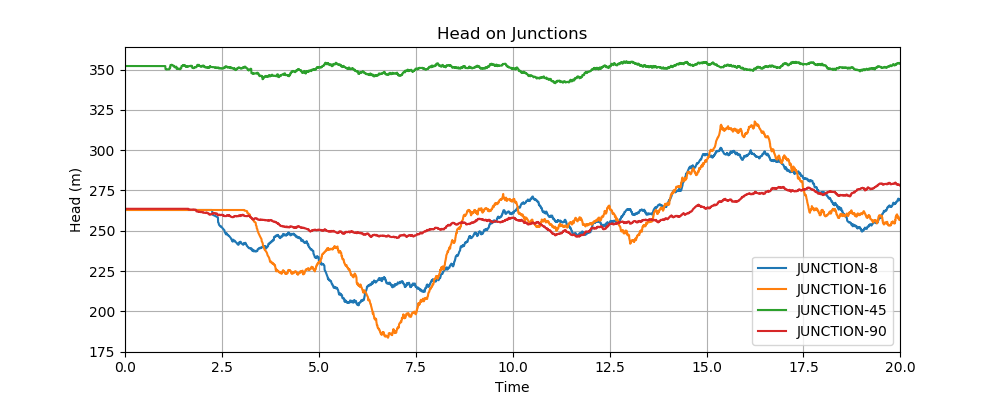 Head on Junctions
Head (m)
350
325
300
275
250
225
200
175
0.0 2.5 5.0 7.5 10.0 12.5 15.0 17.5 20.0
Time
JUNCTION-8
JUNCTION-16
JUNCTION-45
JUNCTION-90